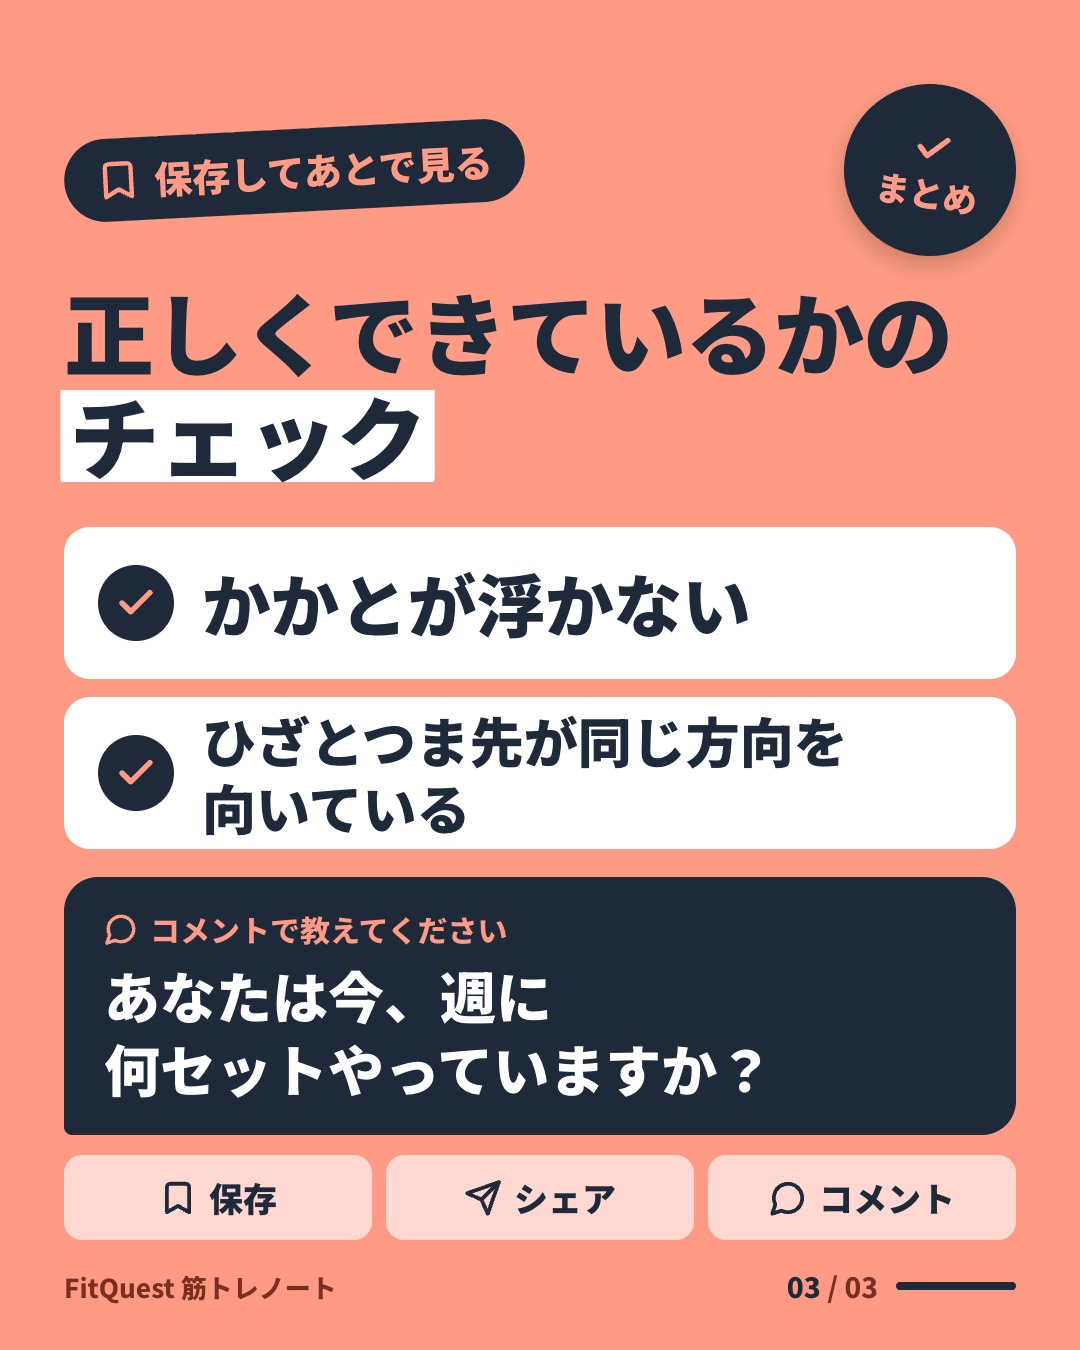 保存してあとで見る
まとめ
正しくできているかの
チェック
かかとが浮かない
ひざとつま先が同じ方向を
向いている
コメントで教えてください
あなたは今、週に
何セットやっていますか？
保存
シェア
コメント
FitQuest 筋トレノート
03 / 03